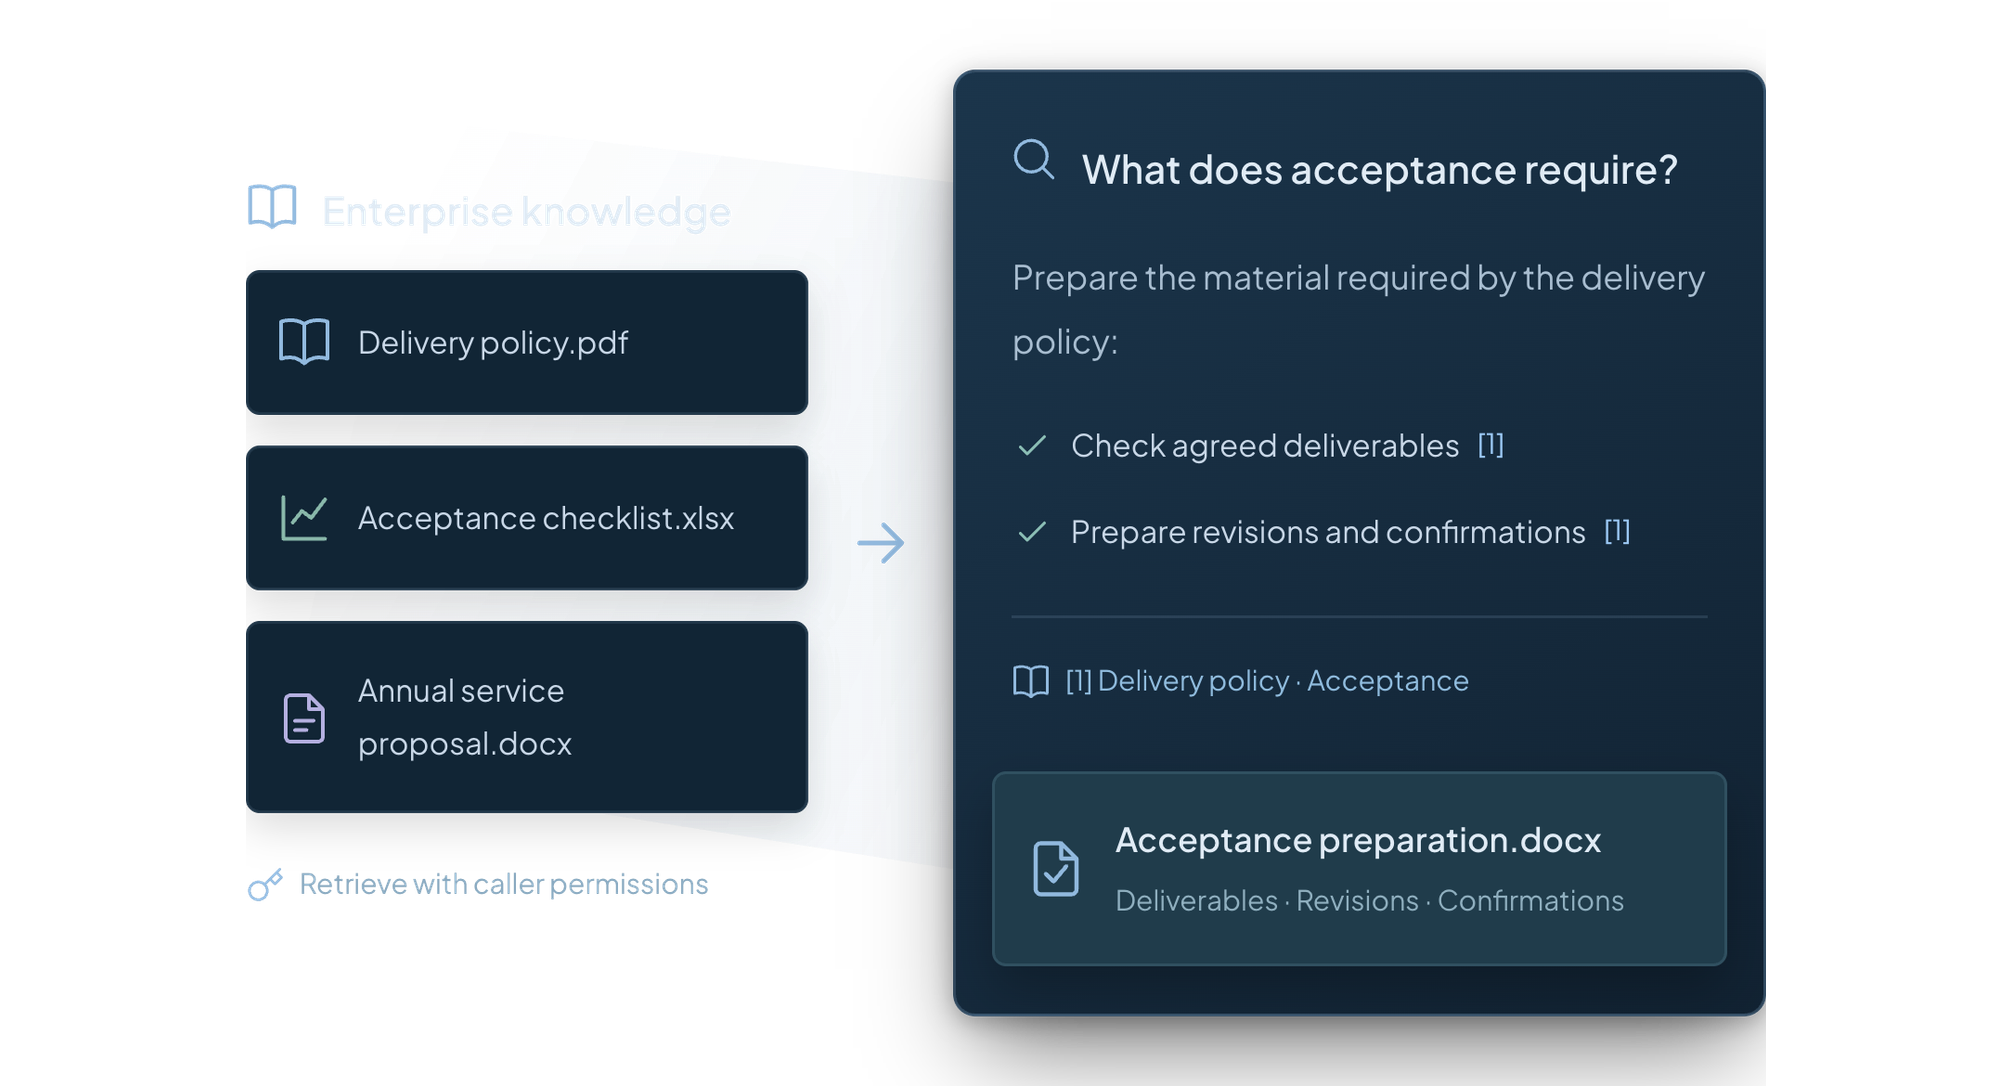 Enterprise knowledge
Delivery policy.pdf
Acceptance checklist.xlsx
Annual service
proposal.docx
Retrieve with caller permissions
What does acceptance require?
Prepare the material required by the delivery
policy:
Check agreed deliverables [1]
Prepare revisions and confirmations [1]
[1] Delivery policy · Acceptance
Acceptance preparation.docx
Deliverables · Revisions · Confirmations